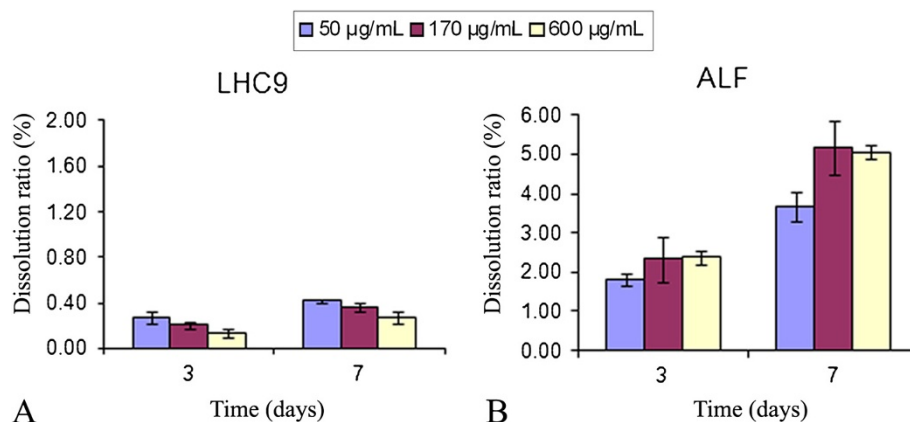 50 µg/mL 170 µg/mL 600 µg/mL
LHC9
Dissolution ratio (%)
2.00
1.60
1.20
0.80
0.40
0.00
3 7
Time (days)
A
ALF
Dissolution ratio (%)
6.00
5.00
4.00
3.00
2.00
1.00
0.00
3 7
Time (days)
B